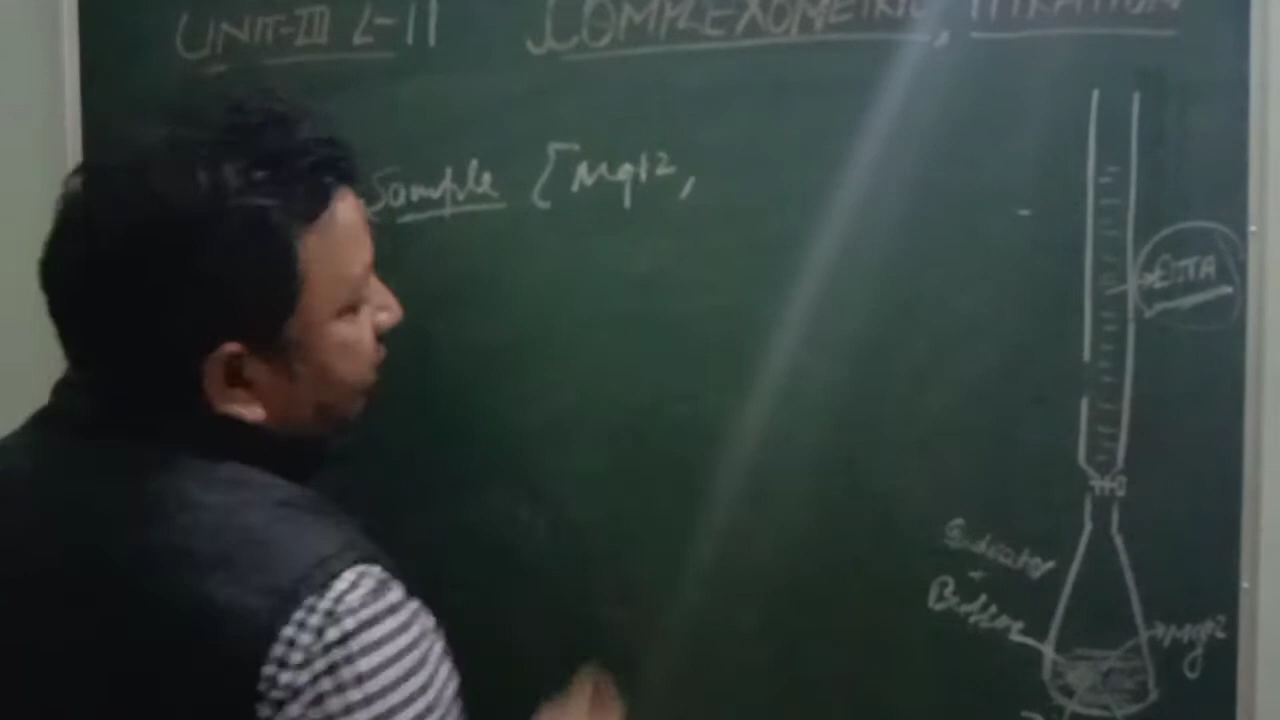 UNIT-III L-11
COMPLEXOMETRIC TITRATION
Sample [Mg+2,
EDTA
Indicator
Buffer
Mg+2